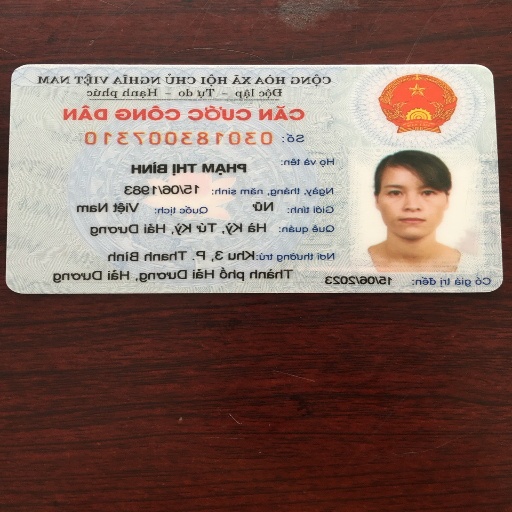 CỘNG HÒA XÃ HỘI CHỦ NGHĨA VIỆT NAM
Độc lập - Tự do - Hạnh phúc
CĂN CƯỚC CÔNG DÂN
Số: 030183007310
Họ và tên: PHẠM THỊ BÌNH
Ngày, tháng, năm sinh: 15/06/1983
Giới tính: Nữ Quốc tịch: Việt Nam
Quê quán: Hà Kỳ, Tứ Kỳ, Hải Dương
Nơi thường trú: Khu 3, P. Thanh Bình
Thành phố Hải Dương, Hải Dương
Có giá trị đến: 15/06/2023